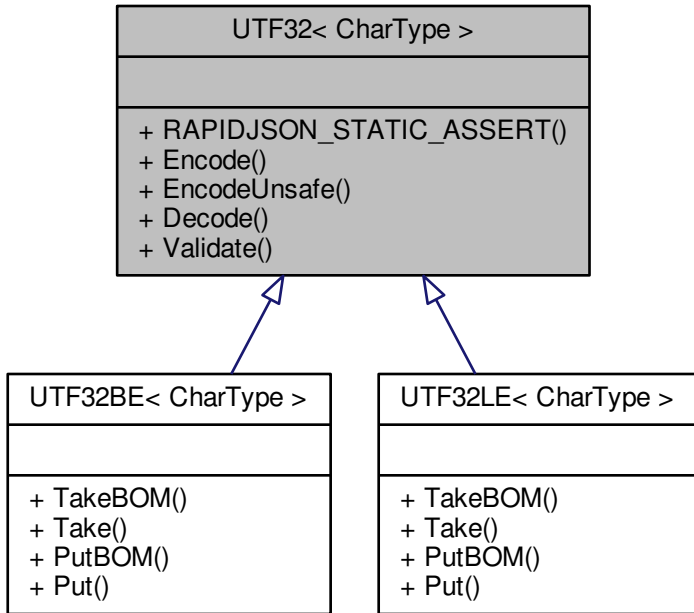 UTF32< CharType >
+ RAPIDJSON_STATIC_ASSERT()
+ Encode()
+ EncodeUnsafe()
+ Decode()
+ Validate()
UTF32BE< CharType >
+ TakeBOM()
+ Take()
+ PutBOM()
+ Put()
UTF32LE< CharType >
+ TakeBOM()
+ Take()
+ PutBOM()
+ Put()